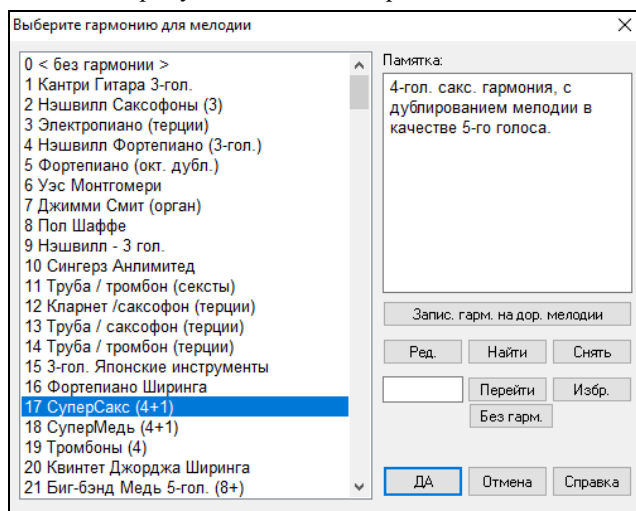 Выберите гармонию для мелодии
0 < без гармонии >
1 Кантри Гитара 3-гол.
2 Нэшвилл Саксофоны (3)
3 Электропиано (терции)
4 Нэшвилл Фортепиано (3-гол.)
5 Фортепиано (окт. дубл.)
6 Уэс Монтгомери
7 Джимми Смит (орган)
8 Пол Шаффе
9 Нэшвилл - 3 гол.
10 Сингерз Анлимитед
11 Труба / тромбон (сексты)
12 Кларнет /саксофон (терции)
13 Труба / саксофон (терции)
14 Труба / тромбон (терции)
15 3-гол. Японские инструменты
16 Фортепиано Ширинга
17 СуперСакс (4+1)
18 СуперМедь (4+1)
19 Тромбоны (4)
20 Квинтет Джорджа Ширинга
21 Биг-бэнд Медь 5-гол. (8+)
Памятка:
4-гол. сакс. гармония, с
дублированием мелодии в
качестве 5-го голоса.
Запис. гарм. на дор. мелодии
Ред. Найти Снять
Перейти Избр.
Без гарм.
ДА Отмена Справка